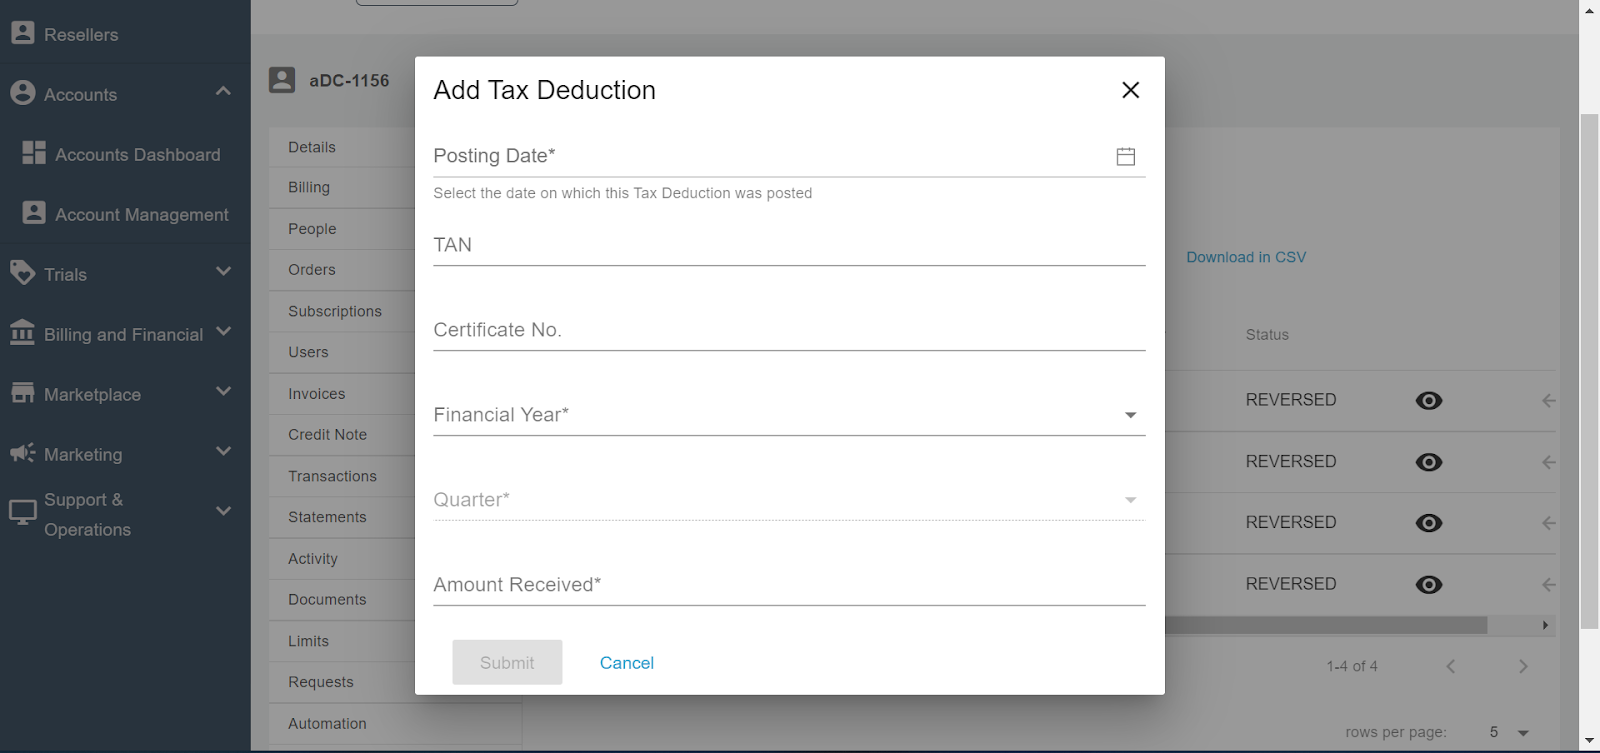 Resellers
Accounts
Accounts Dashboard
Account Management
Trials
Billing and Financial
Marketplace
Marketing
Support &
Operations
aDC-1156
Details
Billing
People
Orders
Subscriptions
Users
Invoices
Credit Note
Transactions
Statements
Activity
Documents
Limits
Requests
Automation
Add Tax Deduction
Posting Date*
Select the date on which this Tax Deduction was posted
TAN
Certificate No.
Financial Year*
Quarter*
Amount Received*
Submit Cancel
Download in CSV
Status
REVERSED
REVERSED
REVERSED
REVERSED
1-4 of 4
rows per page: 5